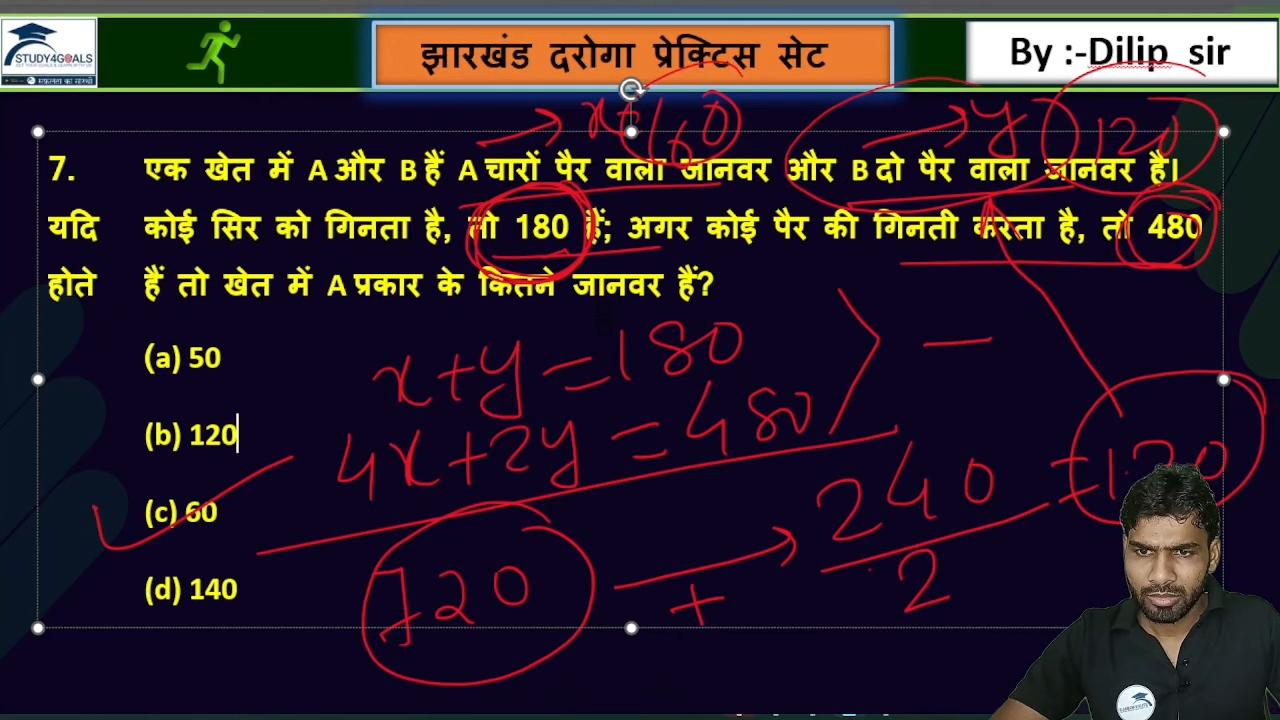 STUDY4GOALS
झारखंड दरोगा प्रेक्टिस सेट
By :-Dilip sir
→ x 60
→ y 120
7. एक खेत में A और B हैं A चारों पैर वाला जानवर और B दो पैर वाला जानवर है।
यदि कोई सिर को गिनता है, तो 180 हैं; अगर कोई पैर की गिनती करता है, तो 480
होते हैं तो खेत में A प्रकार के कितने जानवर हैं?
(a) 50
(b) 120
(c) 60
(d) 140
x+y=180
4x+2y=480
720 → 240
+ 2
=120